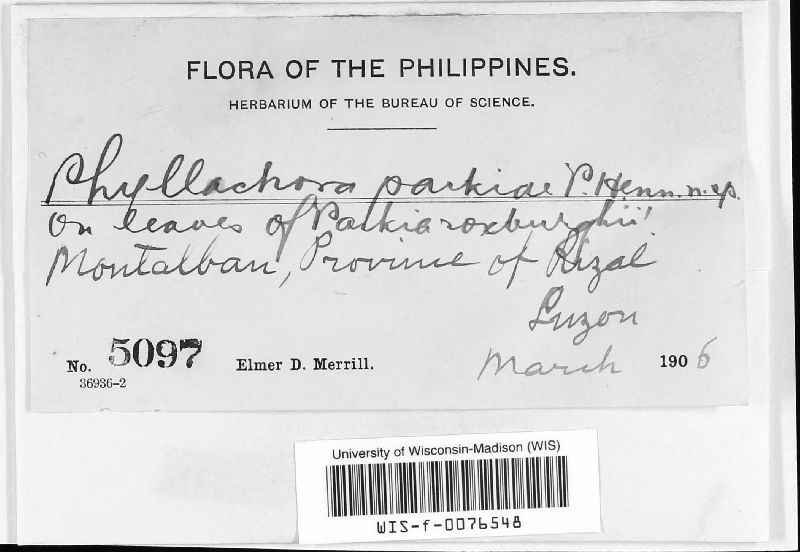 FLORA OF THE PHILIPPINES.
HERBARIUM OF THE BUREAU OF SCIENCE.
Phyllachora parkiae P. Henn. n. sp.
On leaves of Parkia roxburghii!
Montalban, Province of Rizal
Luzon
No. 5097 Elmer D. Merrill. March 1906
36936-2
University of Wisconsin-Madison (WIS)
WIS-f-0076548